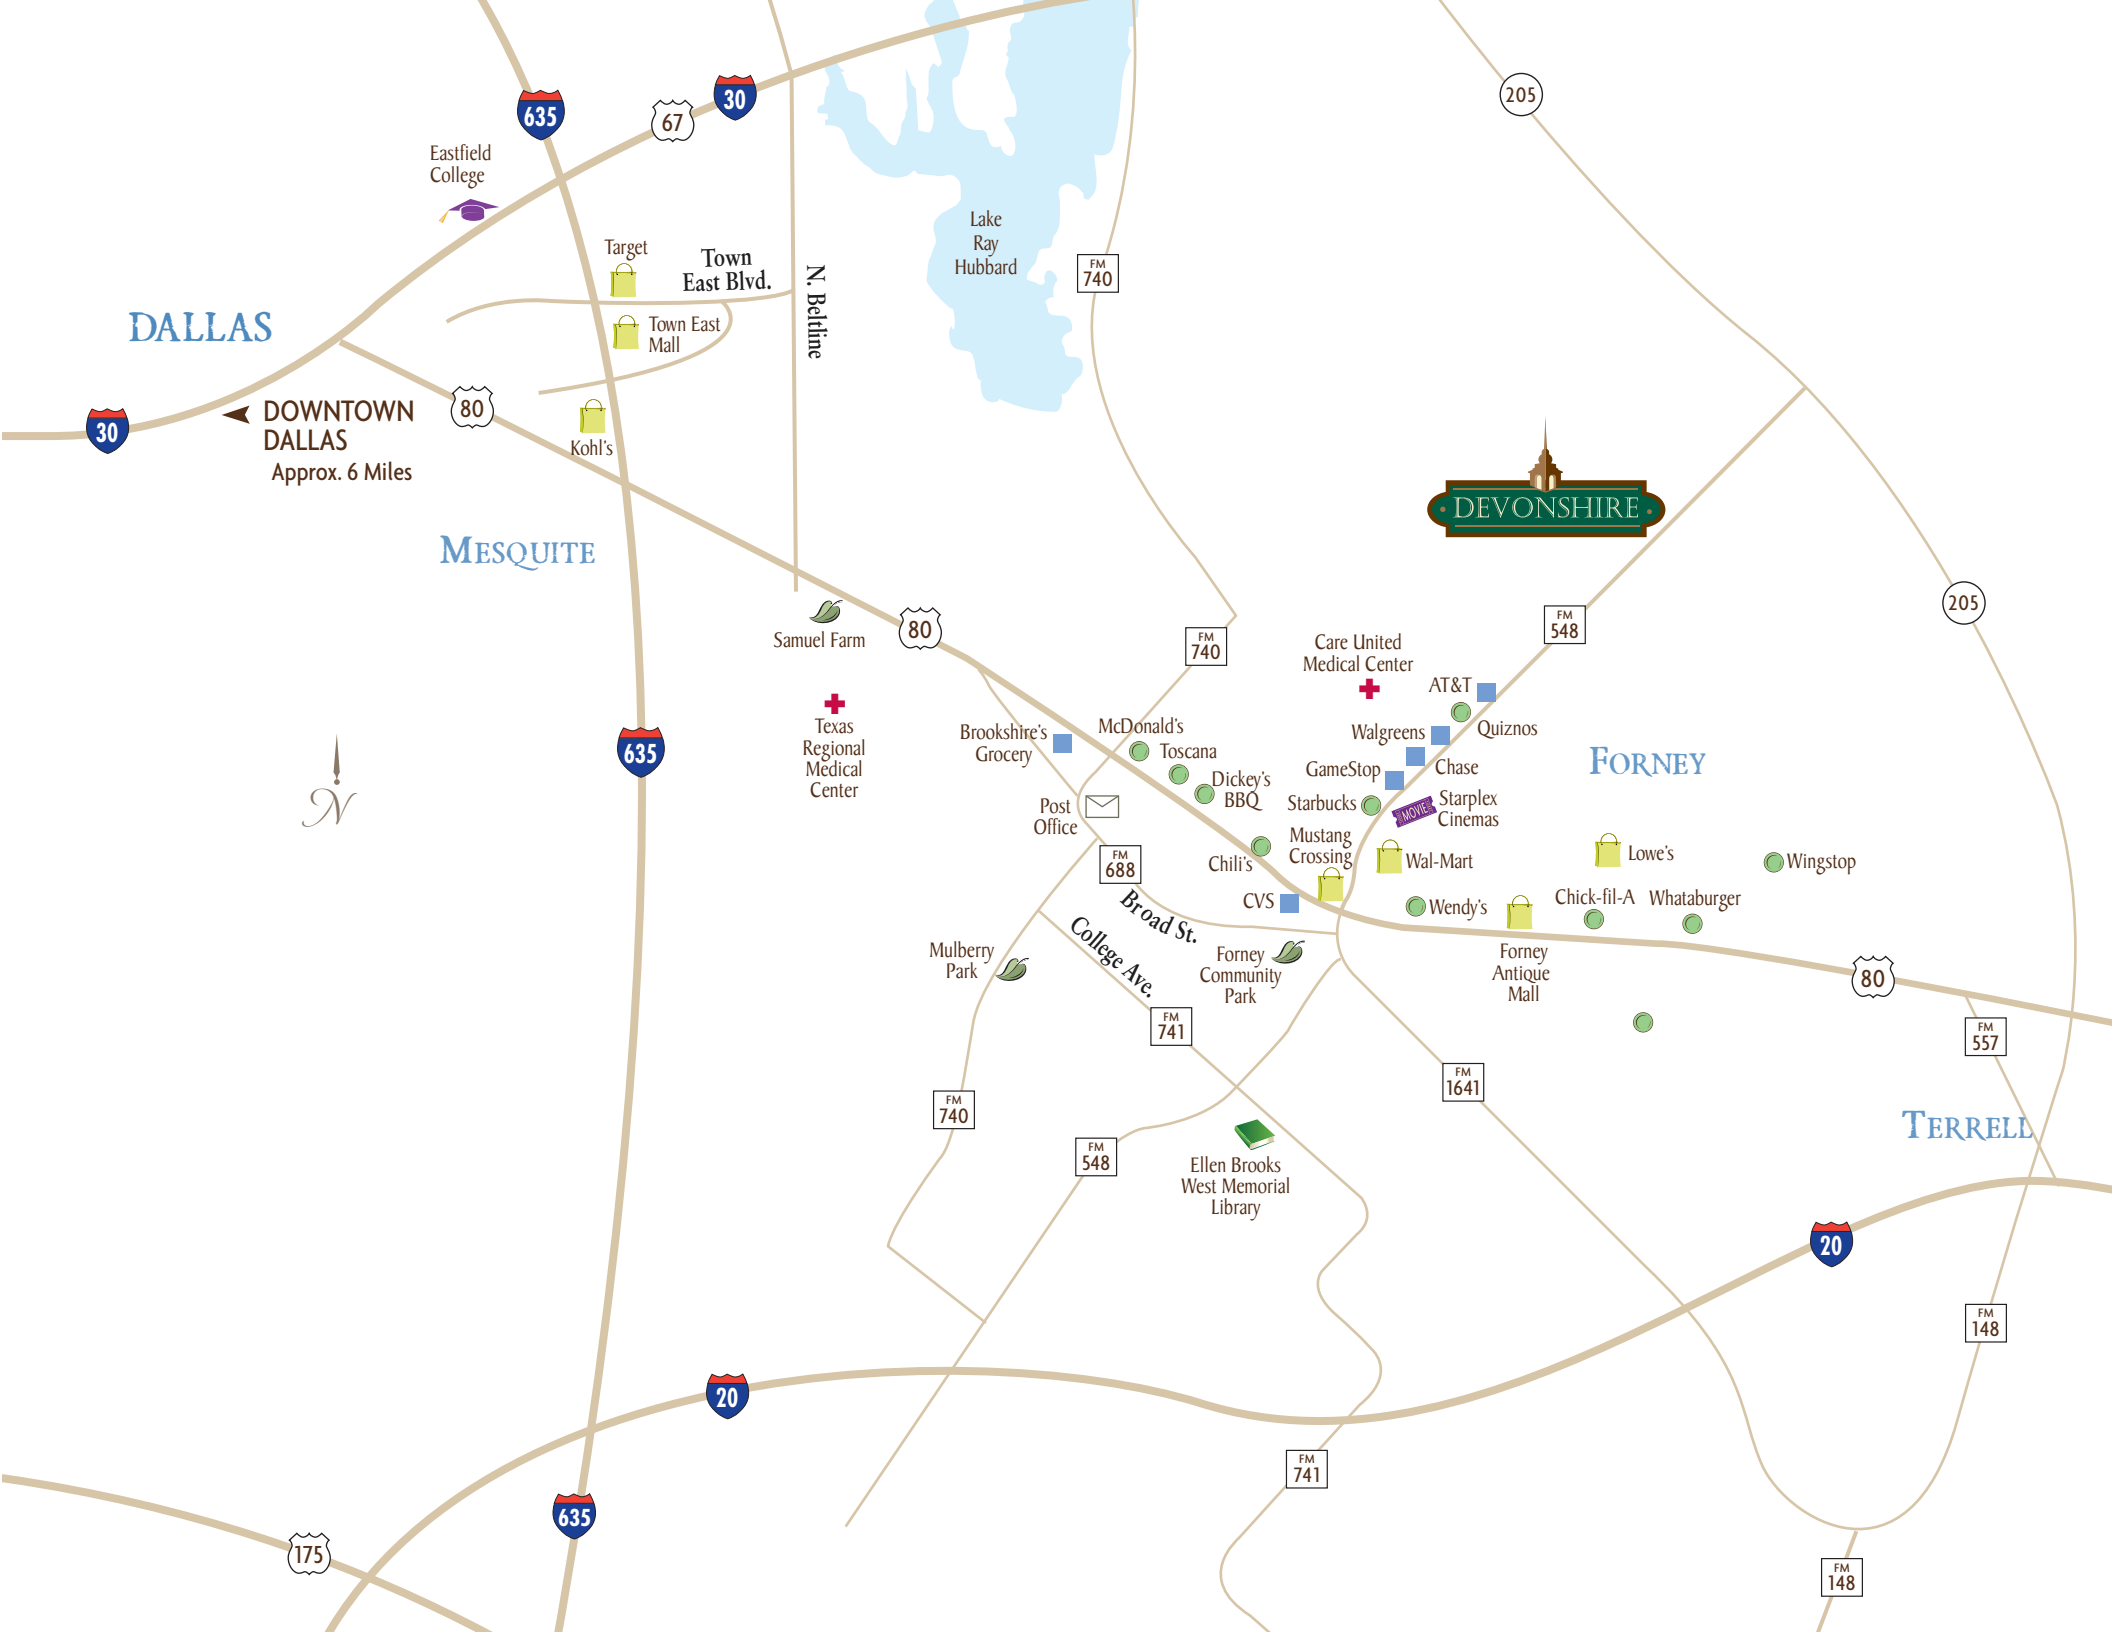 205
635
30
67
Eastfield
College
Lake
Ray
Hubbard
Target
Town
East Blvd.
N. Beltline
FM
740
DALLAS
Town East
Mall
30
DOWNTOWN
DALLAS
Approx. 6 Miles
80
Kohl's
DEVONSHIRE
MESQUITE
205
Samuel Farm
80
FM
740
FM
548
Care United
Medical Center
AT&T
Quiznos
Walgreens
Chase
GameStop
Starbucks
Starplex
Cinemas
MOVIE
FORNEY
Texas
Regional
Medical
Center
635
N
Brookshire's
Grocery
McDonald's
Toscana
Dickey's
BBQ
Post
Office
Mustang
Crossing
Chili's
Wal-Mart
Lowe's
Wingstop
FM
688
CVS
Wendy's
Chick-fil-A
Whataburger
Broad St.
College Ave.
Mulberry
Park
Forney
Community
Park
Forney
Antique
Mall
80
FM
741
FM
557
FM
1641
FM
740
TERRELL
FM
548
Ellen Brooks
West Memorial
Library
20
FM
148
20
FM
741
635
175
FM
148